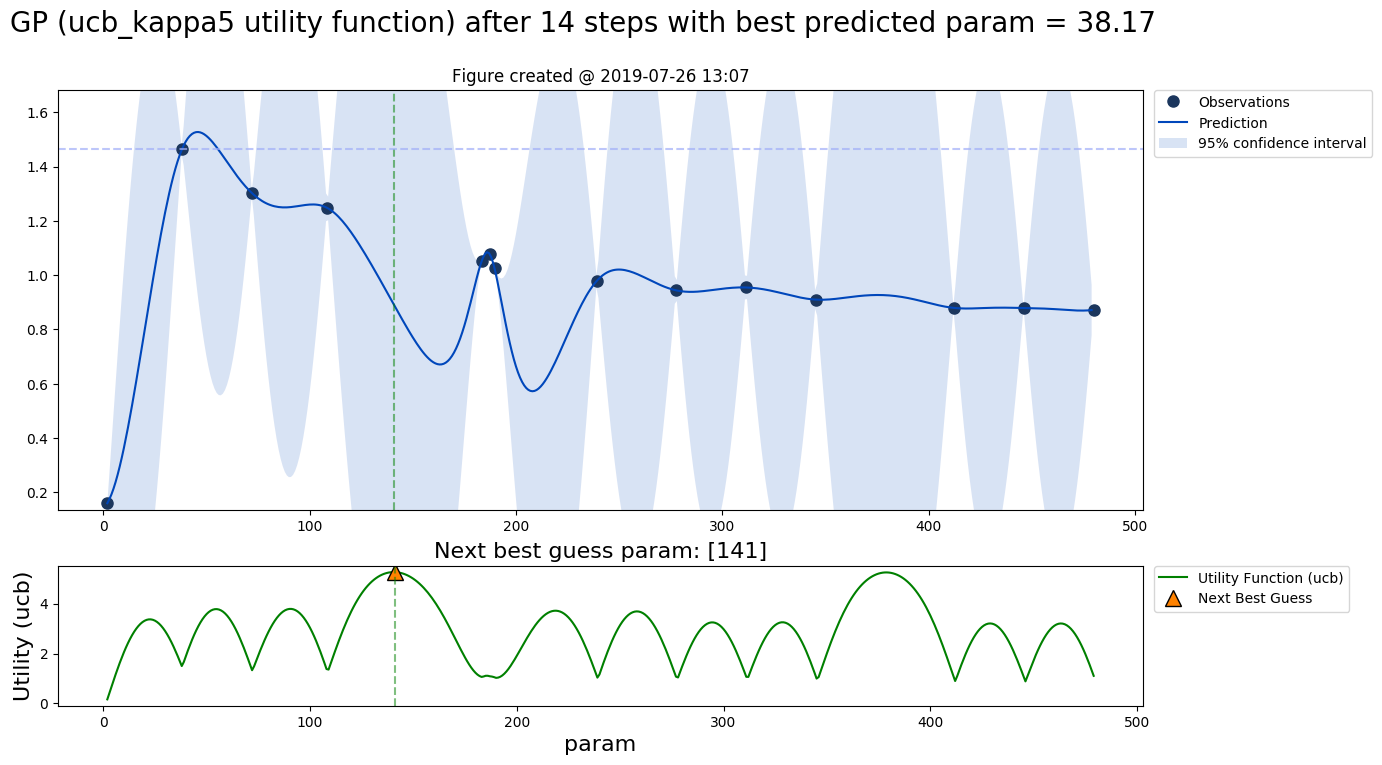 GP (ucb_kappa5 utility function) after 14 steps with best predicted param = 38.17
Figure created @ 2019-07-26 13:07
1.6
1.4
1.2
1.0
0.8
0.6
0.4
0.2
0 100 200 300 400 500
Observations
Prediction
95% confidence interval
Next best guess param: [141]
Utility (ucb)
4
2
0
0 100 200 300 400 500
param
Utility Function (ucb)
Next Best Guess